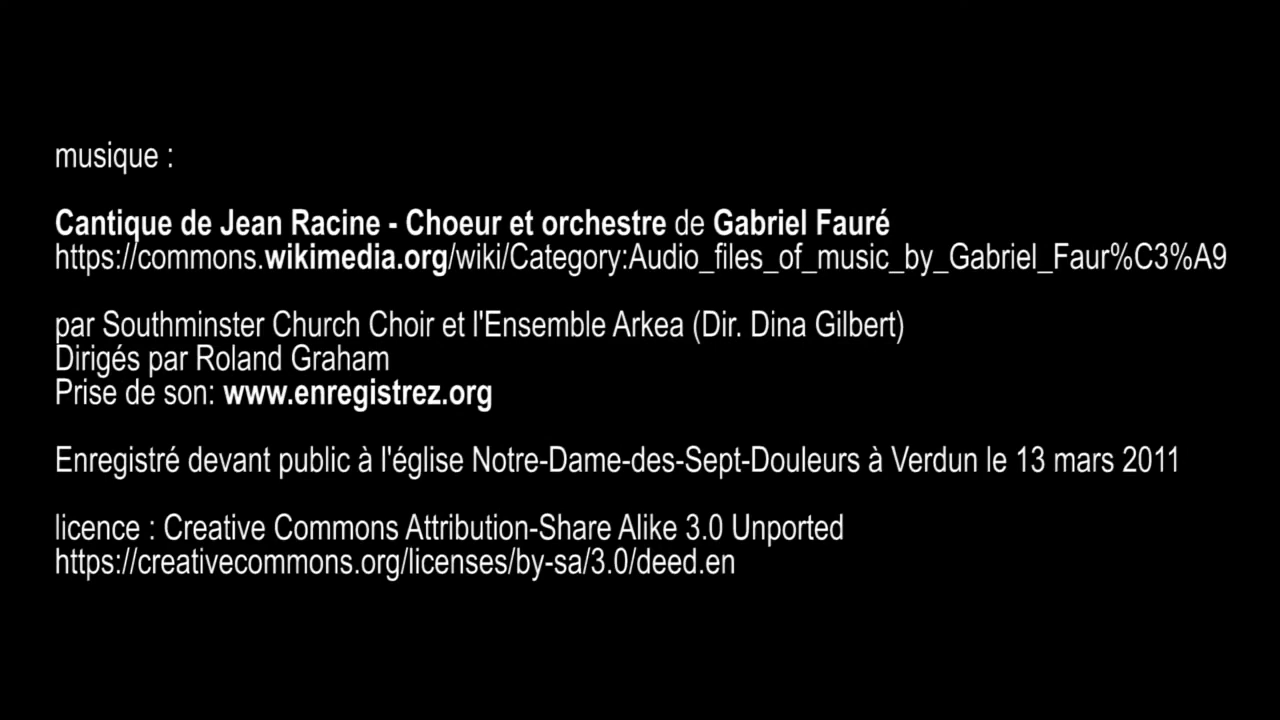 musique :
Cantique de Jean Racine - Choeur et orchestre de Gabriel Fauré
https://commons.wikimedia.org/wiki/Category:Audio_files_of_music_by_Gabriel_Faur%C3%A9
par Southminster Church Choir et l'Ensemble Arkea (Dir. Dina Gilbert)
Dirigés par Roland Graham
Prise de son: www.enregistrez.org
Enregistré devant public à l'église Notre-Dame-des-Sept-Douleurs à Verdun le 13 mars 2011
licence : Creative Commons Attribution-Share Alike 3.0 Unported
https://creativecommons.org/licenses/by-sa/3.0/deed.en